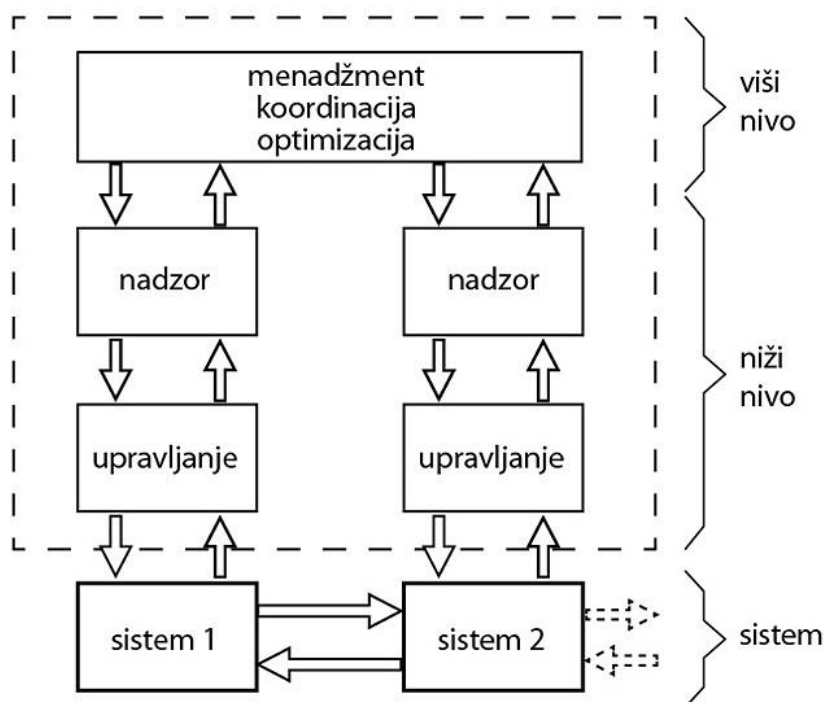 menadžment
koordinacija
optimizacija
viši
nivo
nadzor
nadzor
niži
nivo
upravljanje
upravljanje
sistem 1
sistem 2
sistem